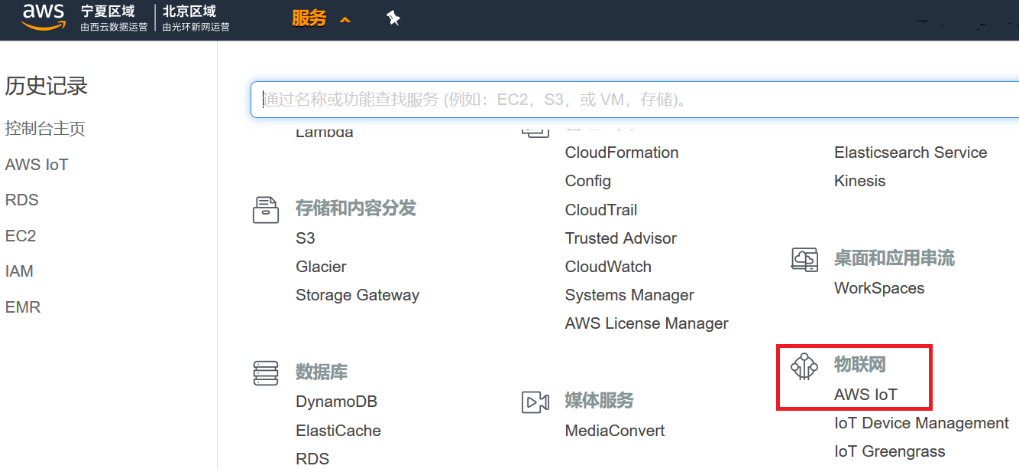 aws 宁夏区域 北京区域
由西云数据运营 由光环新网运营
服务
历史记录
控制台主页
AWS IoT
RDS
EC2
IAM
EMR
通过名称或功能查找服务 (例如：EC2，S3，或 VM，存储)。
Lambda
存储和内容分发
S3
Glacier
Storage Gateway
数据库
DynamoDB
ElastiCache
RDS
CloudFormation
Config
CloudTrail
Trusted Advisor
CloudWatch
Systems Manager
AWS License Manager
媒体服务
MediaConvert
Elasticsearch Service
Kinesis
桌面和应用串流
WorkSpaces
物联网
AWS IoT
IoT Device Management
IoT Greengrass